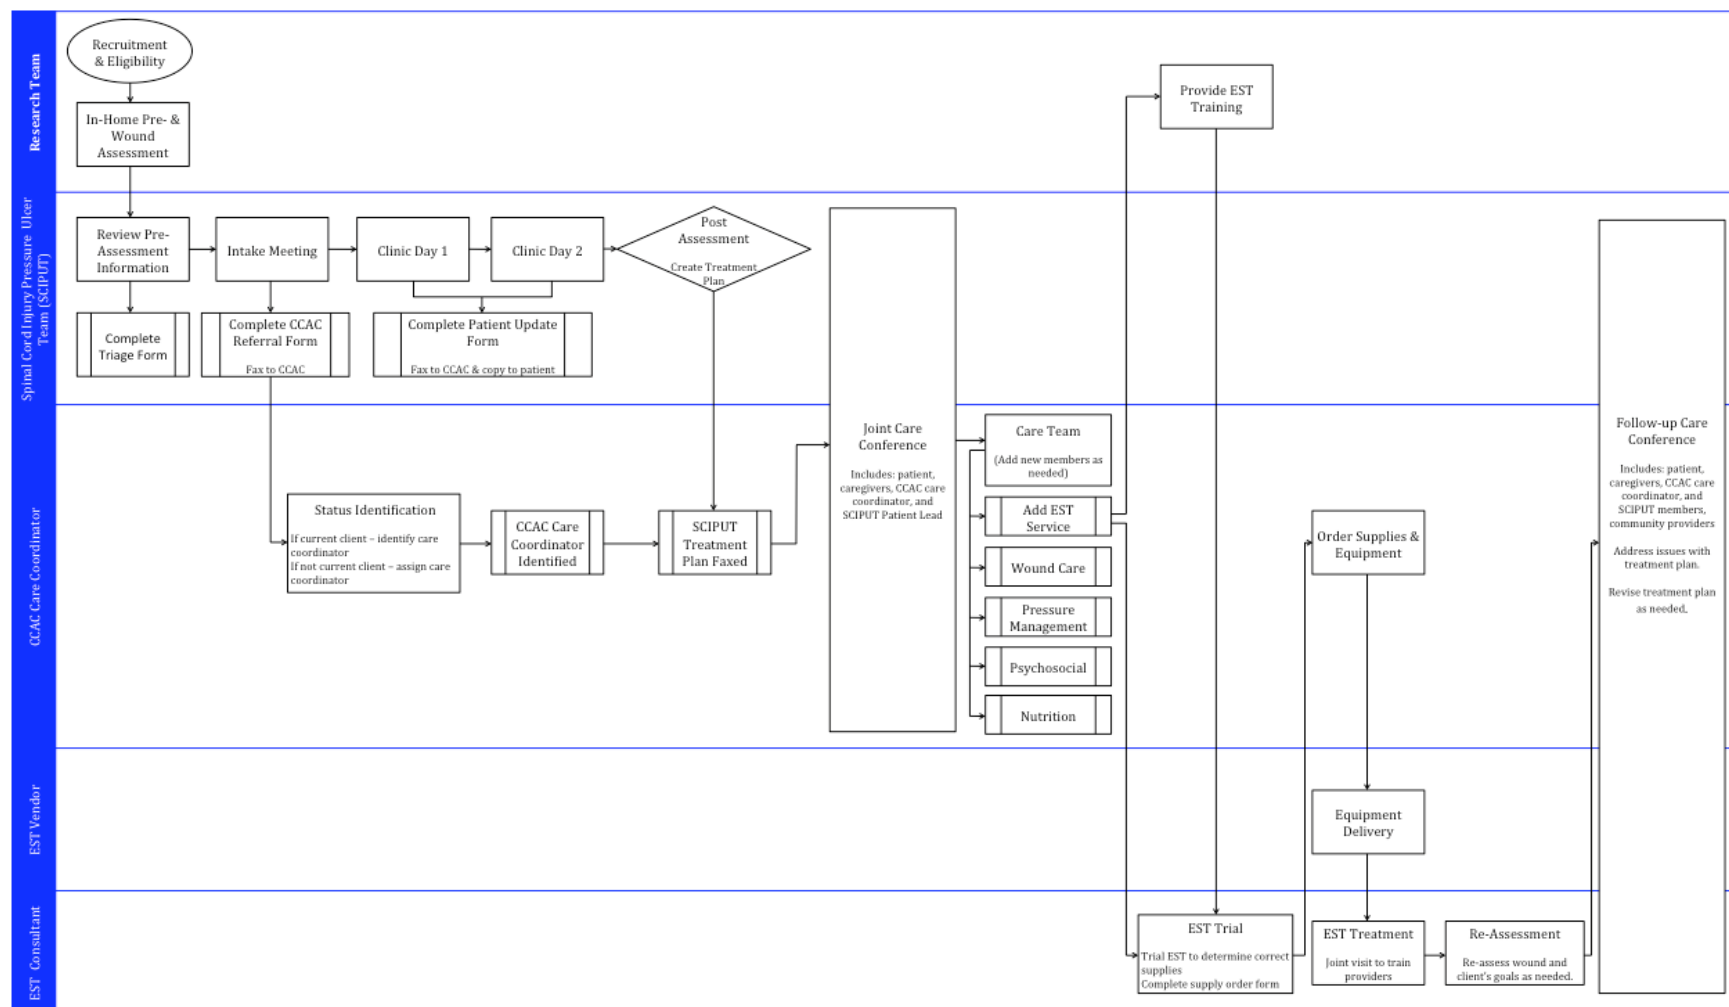 Research Team
Recruitment
& Eligibility
In-Home Pre- &
Wound
Assessment
Provide EST
Training
Spinal Cord Injury Pressure Ulcer
Team (SCIPUT)
Review Pre-
Assessment
Information
Intake Meeting
Clinic Day 1
Clinic Day 2
Post
Assessment
Create Treatment
Plan
Complete
Triage Form
Complete CCAC
Referral Form
Fax to CCAC
Complete Patient Update
Form
Fax to CCAC & copy to patient
CCAC Care Coordinator
Status Identification
If current client – identify care
coordinator
If not current client – assign care
coordinator
CCAC Care
Coordinator
Identified
SCIPUT
Treatment
Plan Faxed
Joint Care
Conference
Includes: patient,
caregivers, CCAC care
coordinator, and
SCIPUT Patient Lead
Care Team
(Add new members as
needed)
Add EST
Service
Wound Care
Pressure
Management
Psychosocial
Nutrition
Order Supplies &
Equipment
Follow-up Care
Conference
Includes: patient,
caregivers, CCAC care
coordinator, and
SCIPUT members,
community providers
Address issues with
treatment plan.
Revise treatment plan
as needed.
EST Vendor
Equipment
Delivery
EST Consultant
EST Trial
Trial EST to determine correct
supplies
Complete supply order form
EST Treatment
Joint visit to train
providers
Re-Assessment
Re-assess wound and
client's goals as needed.